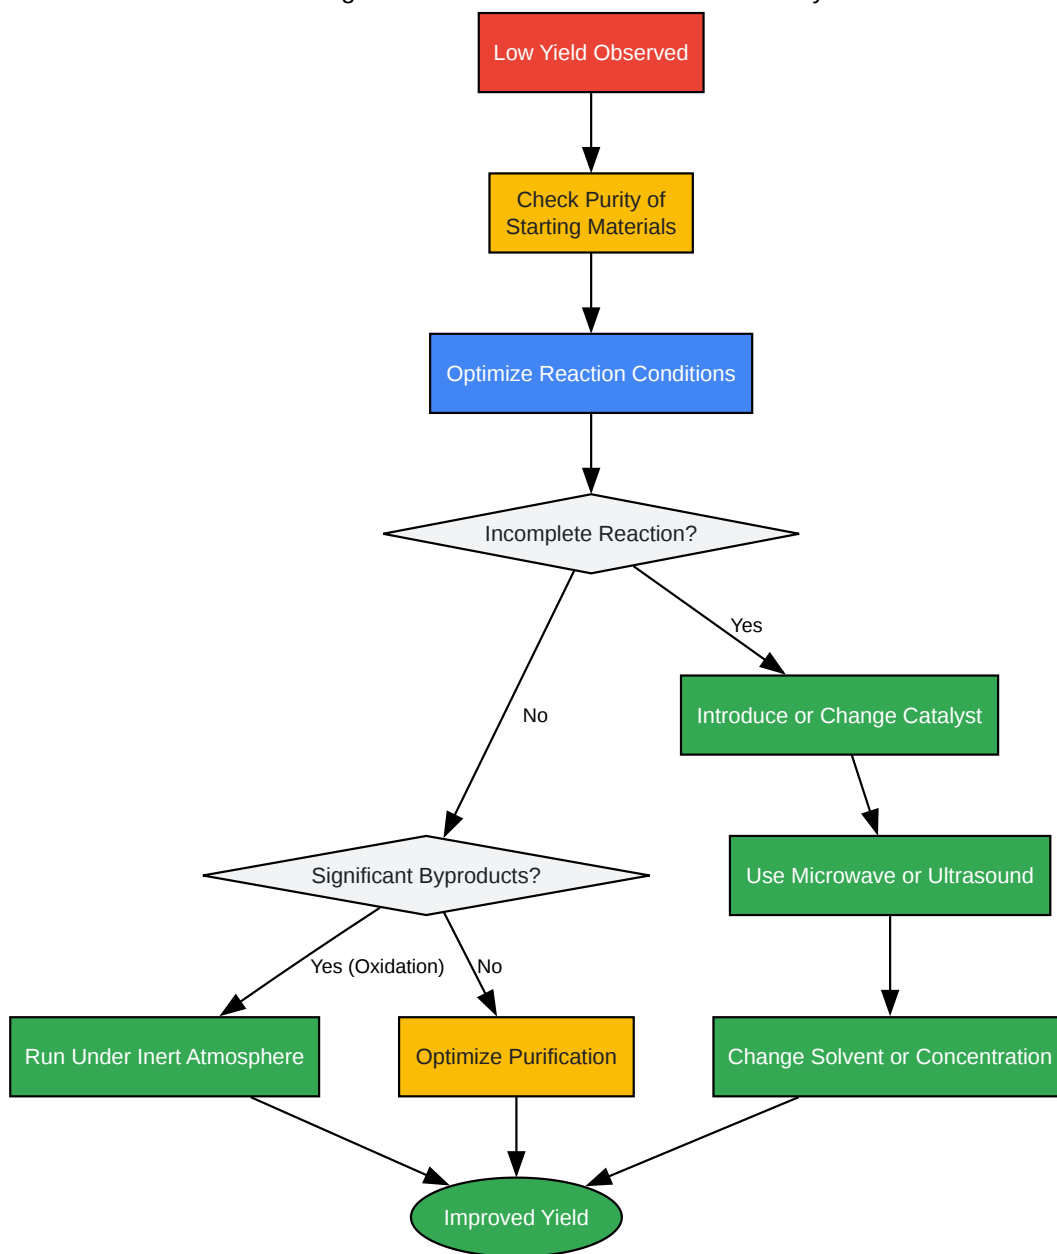 Low Yield Observed
Check Purity of
Starting Materials
Optimize Reaction Conditions
Incomplete Reaction?
Yes
No
Introduce or Change Catalyst
Significant Byproducts?
Use Microwave or Ultrasound
Yes (Oxidation)
No
Run Under Inert Atmosphere
Optimize Purification
Change Solvent or Concentration
Improved Yield